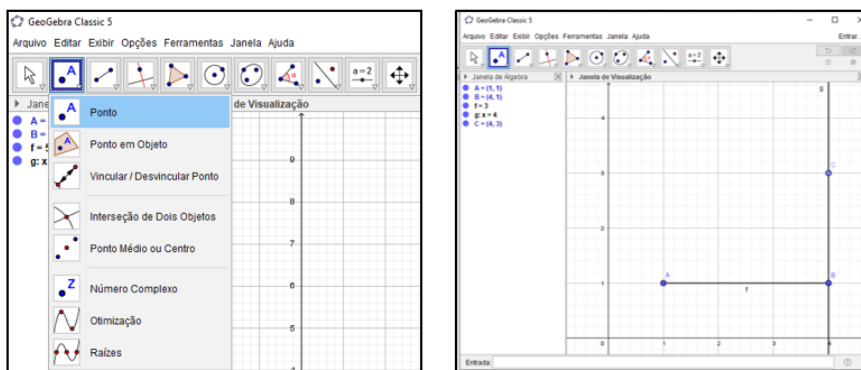 GeoGebra Classic 5
Arquivo Editar Exibir Opções Ferramentas Janela Ajuda
A
a=2
Jane
de Visualização
A =
B =
f = 5
g: x
A
Ponto
A
Ponto em Objeto
Vincular / Desvincular Ponto
Interseção de Dois Objetos
Ponto Médio ou Centro
Z
Número Complexo
Otimização
Raízes
9
8
7
6
5
GeoGebra Classic 5
Arquivo Editar Exibir Opções Ferramentas Janela Ajuda
Entrar
A
a=2
Janela de Álgebra
Janela de Visualização
A = (1, 1)
B = (4, 1)
f = 3
g: x = 4
C = (4, 3)
g
4
C
3
2
A
B
1
f
0
1
2
3
4
Entrada: